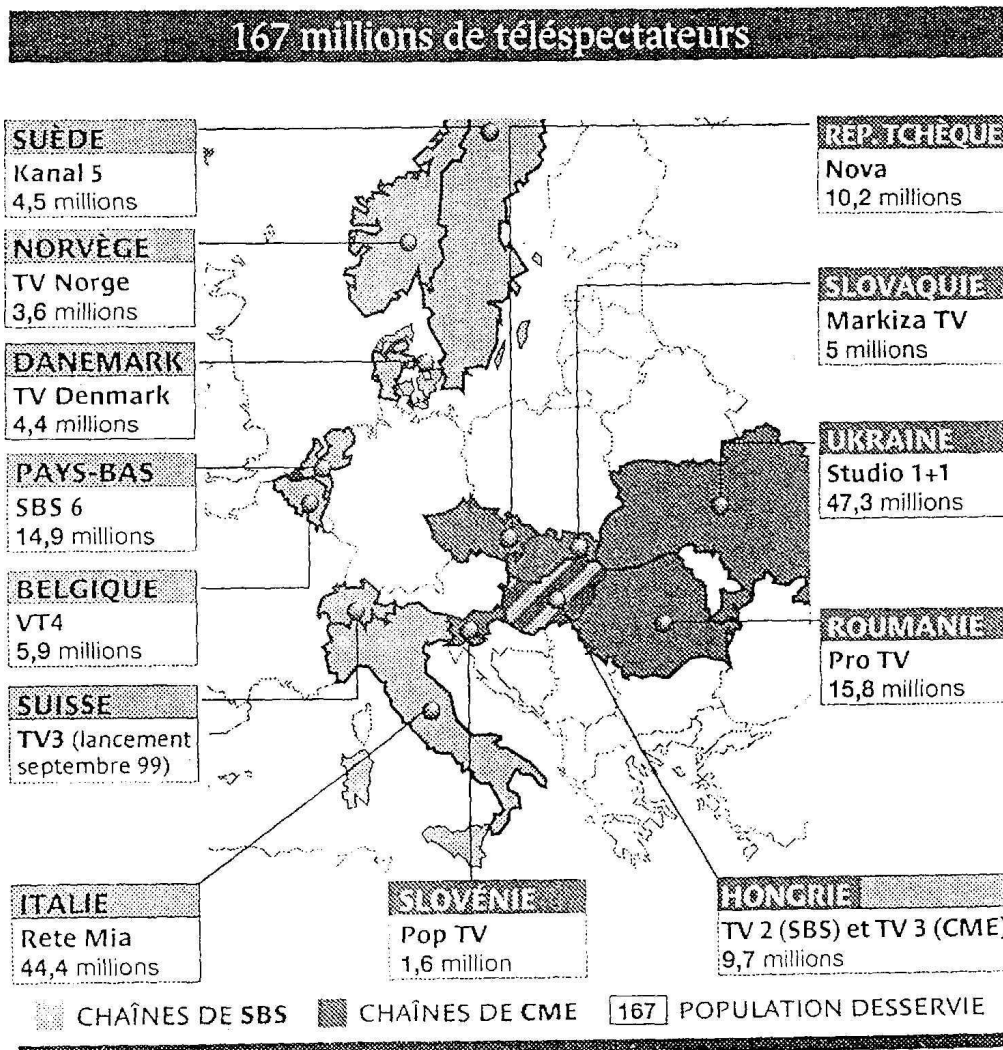 167 millions de téléspectateurs
SUÈDE
Kanal 5
4,5 millions
NORVÈGE
TV Norge
3,6 millions
DANEMARK
TV Denmark
4,4 millions
PAYS-BAS
SBS 6
14,9 millions
BELGIQUE
VT4
5,9 millions
SUISSE
TV3 (lancement
septembre 99)
ITALIE
Rete Mia
44,4 millions
RÉP. TCHÈQUE
Nova
10,2 millions
SLOVAQUIE
Markiza TV
5 millions
UKRAINE
Studio 1+1
47,3 millions
ROUMANIE
Pro TV
15,8 millions
SLOVÉNIE
Pop TV
1,6 million
HONGRIE
TV 2 (SBS) et TV 3 (CME)
9,7 millions
CHAÎNES DE SBS
CHAÎNES DE CME
167 POPULATION DESSERVIE